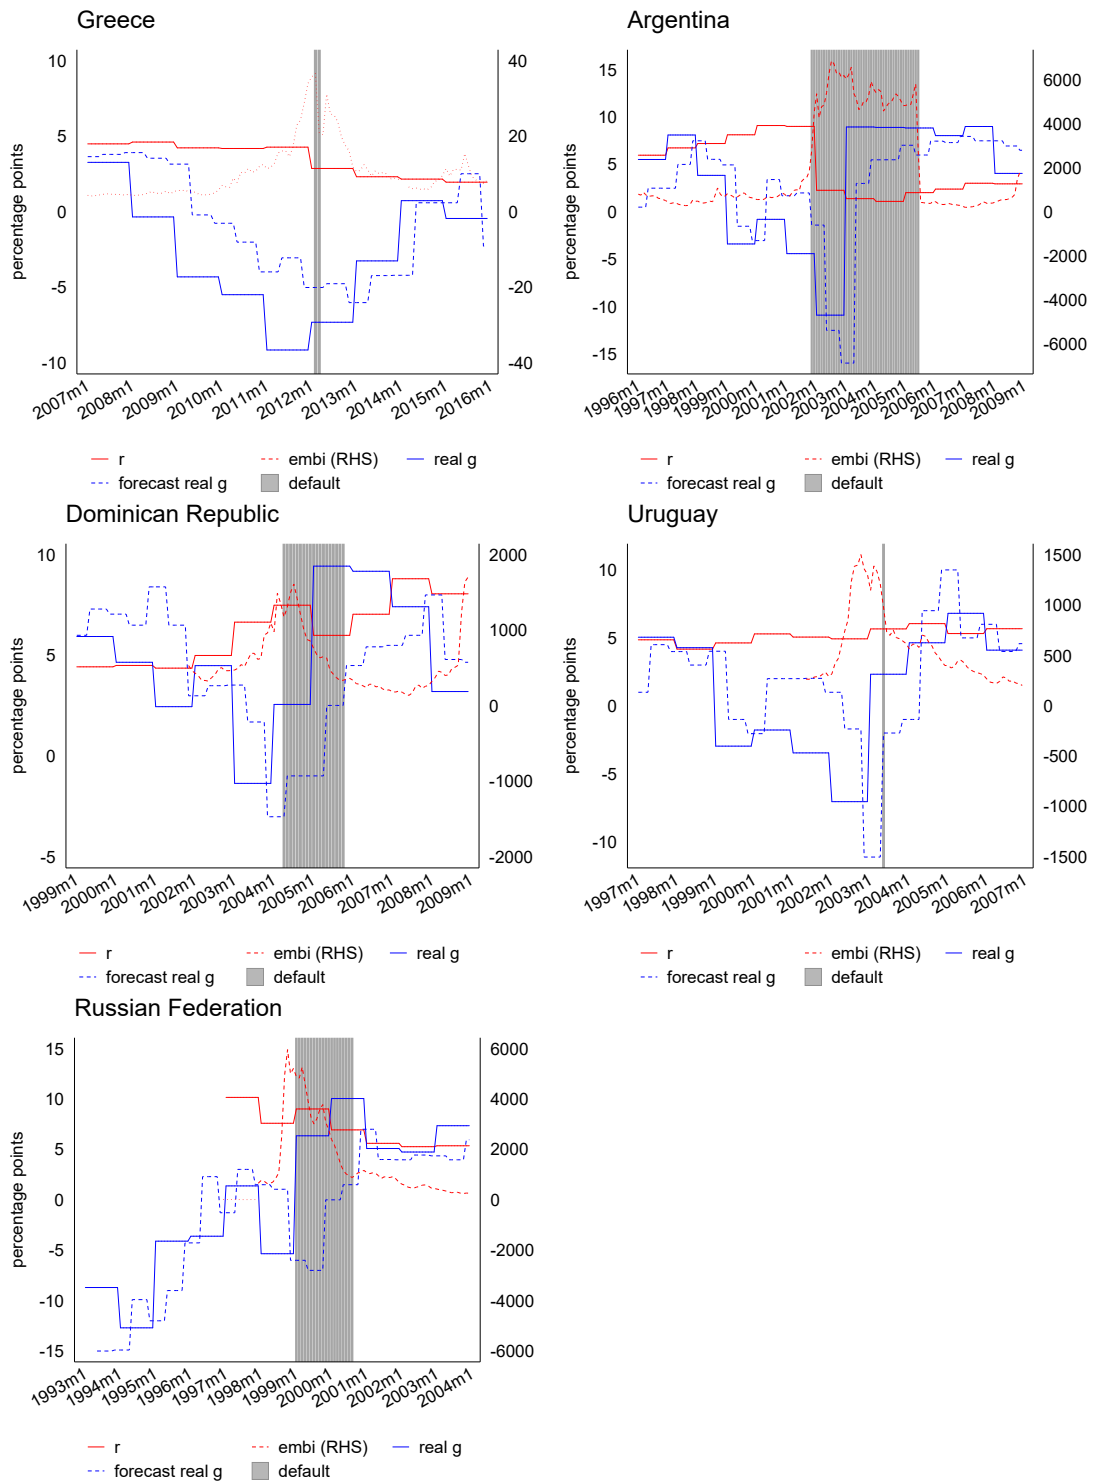 Greece
percentage points
10
5
0
-5
-10
40
20
0
-20
-40
2007m1
2008m1
2009m1
2010m1
2011m1
2012m1
2013m1
2014m1
2015m1
2016m1
r
embi (RHS)
real g
forecast real g
default
Argentina
percentage points
15
10
5
0
-5
-10
-15
6000
4000
2000
0
-2000
-4000
-6000
1996m1
1997m1
1998m1
1999m1
2000m1
2001m1
2002m1
2003m1
2004m1
2005m1
2006m1
2007m1
2008m1
2009m1
r
embi (RHS)
real g
forecast real g
default
Dominican Republic
percentage points
10
5
0
-5
2000
1000
0
-1000
-2000
1999m1
2000m1
2001m1
2002m1
2003m1
2004m1
2005m1
2006m1
2007m1
2008m1
2009m1
r
embi (RHS)
real g
forecast real g
default
Uruguay
percentage points
10
5
0
-5
-10
1500
1000
500
0
-500
-1000
-1500
1997m1
1998m1
1999m1
2000m1
2001m1
2002m1
2003m1
2004m1
2005m1
2006m1
2007m1
r
embi (RHS)
real g
forecast real g
default
Russian Federation
percentage points
15
10
5
0
-5
-10
-15
6000
4000
2000
0
-2000
-4000
-6000
1993m1
1994m1
1995m1
1996m1
1997m1
1998m1
1999m1
2000m1
2001m1
2002m1
2003m1
2004m1
r
embi (RHS)
real g
forecast real g
default